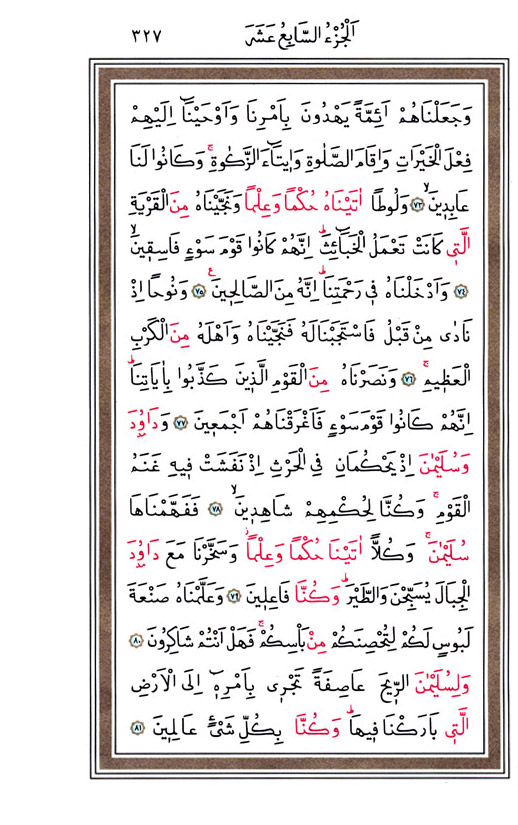 اَلْجُزْءُ السَّابِعُ عَشَرَ ٣٢٧
وَجَعَلْنَاهُمْ اَئِمَّةً يَهْدُونَ بِاَمْرِنَا وَاَوْحَيْنَٓا اِلَيْهِمْ
فِعْلَ الْخَيْرَاتِ وَاِقَامَ الصَّلٰوةِ وَا۪يتَٓاءَ الزَّكٰوةِۚ وَكَانُوا لَنَا
عَابِد۪ينَۙ ٧٣ وَلُوطًا اٰتَيْنَاهُ حُكْمًا وَعِلْمًا وَنَجَّيْنَاهُ مِنَ الْقَرْيَةِ
الَّت۪ي كَانَتْ تَعْمَلُ الْخَبَٓائِثَۜ اِنَّهُمْ كَانُوا قَوْمَ سَوْءٍ فَاسِق۪ينَۙ
٧٤ وَاَدْخَلْنَاهُ ف۪ي رَحْمَتِنَاۜ اِنَّهُ مِنَ الصَّالِح۪ينَ۟ ٧٥ وَنُوحًا اِذْ
نَادٰى مِنْ قَبْلُ فَاسْتَجَبْنَا لَهُ فَنَجَّيْنَاهُ وَاَهْلَهُ مِنَ الْكَرْبِ
الْعَظ۪يمِۚ ٧٦ وَنَصَرْنَاهُ مِنَ الْقَوْمِ الَّذ۪ينَ كَذَّبُوا بِاٰيَاتِنَاۜ
اِنَّهُمْ كَانُوا قَوْمَ سَوْءٍ فَاَغْرَقْنَاهُمْ اَجْمَع۪ينَ ٧٧ وَدَاوُ۫دَ
وَسُلَيْمٰنَ اِذْ يَحْكُمَانِ فِي الْحَرْثِ اِذْ نَفَشَتْ ف۪يهِ غَنَمُ
الْقَوْمِۚ وَكُنَّا لِحُكْمِهِمْ شَاهِد۪ينَۙ ٧٨ فَفَهَّمْنَاهَا
سُلَيْمٰنَۚ وَكُلًّا اٰتَيْنَا حُكْمًا وَعِلْمًاۘ وَسَخَّرْنَا مَعَ دَاوُ۫دَ
الْجِبَالَ يُسَبِّحْنَ وَالطَّيْرَۜ وَكُنَّا فَاعِل۪ينَ ٧٩ وَعَلَّمْنَاهُ صَنْعَةَ
لَبُوسٍ لَكُمْ لِتُحْصِنَكُمْ مِنْ بَأْسِكُمْۚ فَهَلْ اَنْتُمْ شَاكِرُونَ ٨٠
وَلِسُلَيْمٰنَ الرّ۪يحَ عَاصِفَةً تَجْر۪ي بِاَمْرِه۪ٓ اِلَى الْاَرْضِ
الَّت۪ي بَارَكْنَا ف۪يهَاۜ وَكُنَّا بِكُلِّ شَيْءٍ عَالِم۪ينَ ٨١